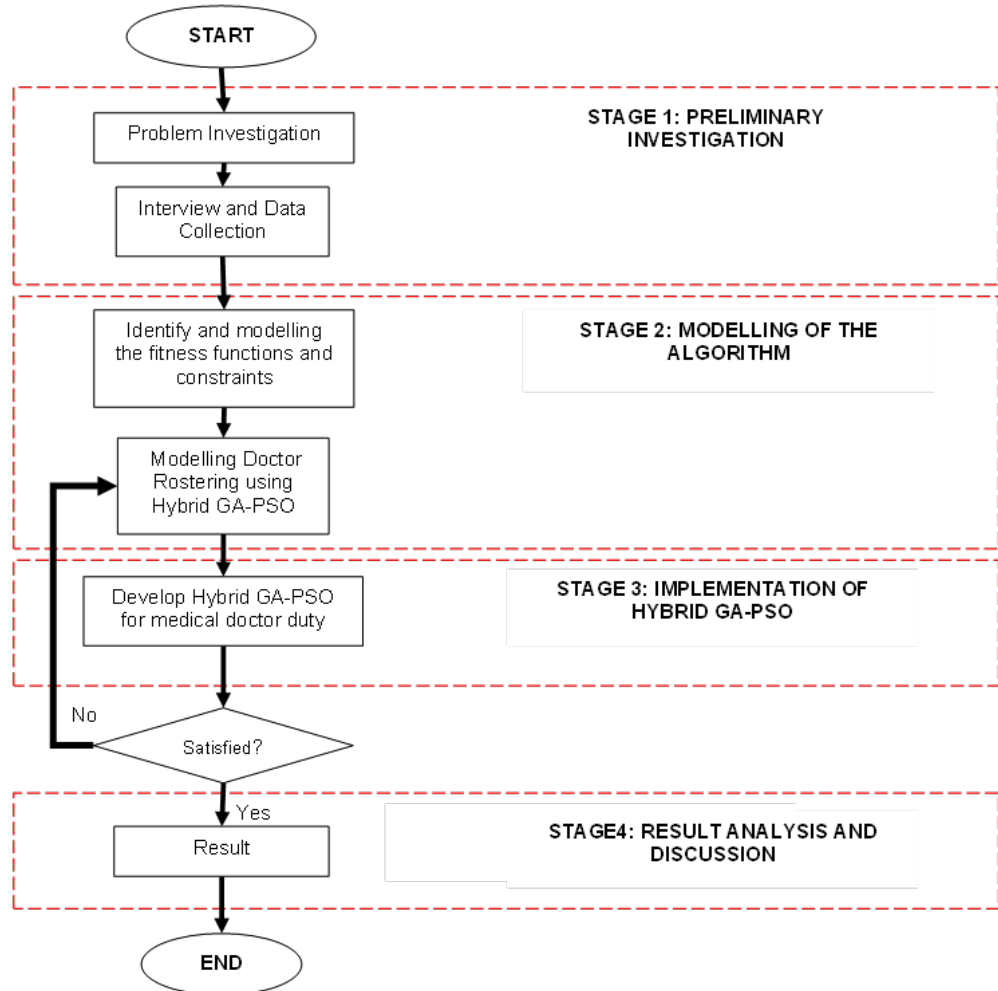 START
STAGE 1: PRELIMINARY
INVESTIGATION
Problem Investigation
Interview and Data
Collection
STAGE 2: MODELLING OF THE
ALGORITHM
Identify and modelling
the fitness functions and
constraints
Modelling Doctor
Rostering using
Hybrid GA-PSO
STAGE 3: IMPLEMENTATION OF
HYBRID GA-PSO
Develop Hybrid GA-PSO
for medical doctor duty
No
Satisfied?
Yes
STAGE4: RESULT ANALYSIS AND
DISCUSSION
Result
END